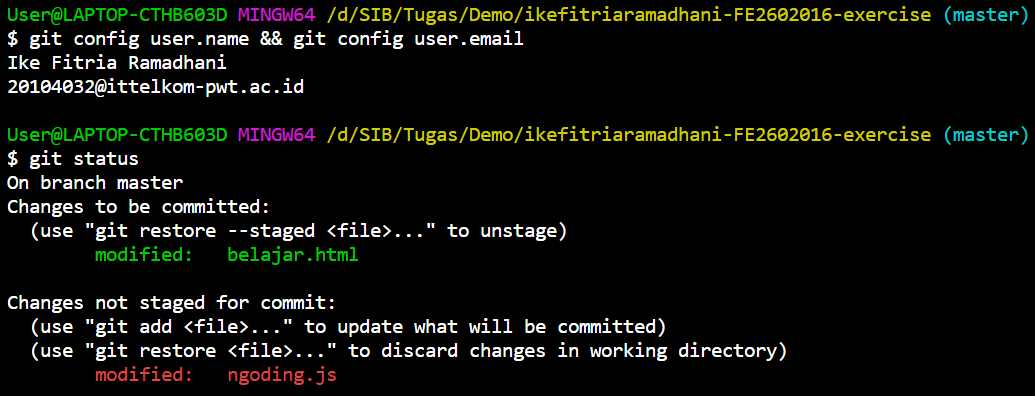 User@LAPTOP-CTHB603D MINGW64 /d/SIB/Tugas/Demo/ikefitriaramadhani-FE2602016-exercise (master)
$ git config user.name && git config user.email
Ike Fitria Ramadhani
20104032@ittelkom-pwt.ac.id

User@LAPTOP-CTHB603D MINGW64 /d/SIB/Tugas/Demo/ikefitriaramadhani-FE2602016-exercise (master)
$ git status
On branch master
Changes to be committed:
  (use "git restore --staged <file>..." to unstage)
        modified:   belajar.html

Changes not staged for commit:
  (use "git add <file>..." to update what will be committed)
  (use "git restore <file>..." to discard changes in working directory)
        modified:   ngoding.js